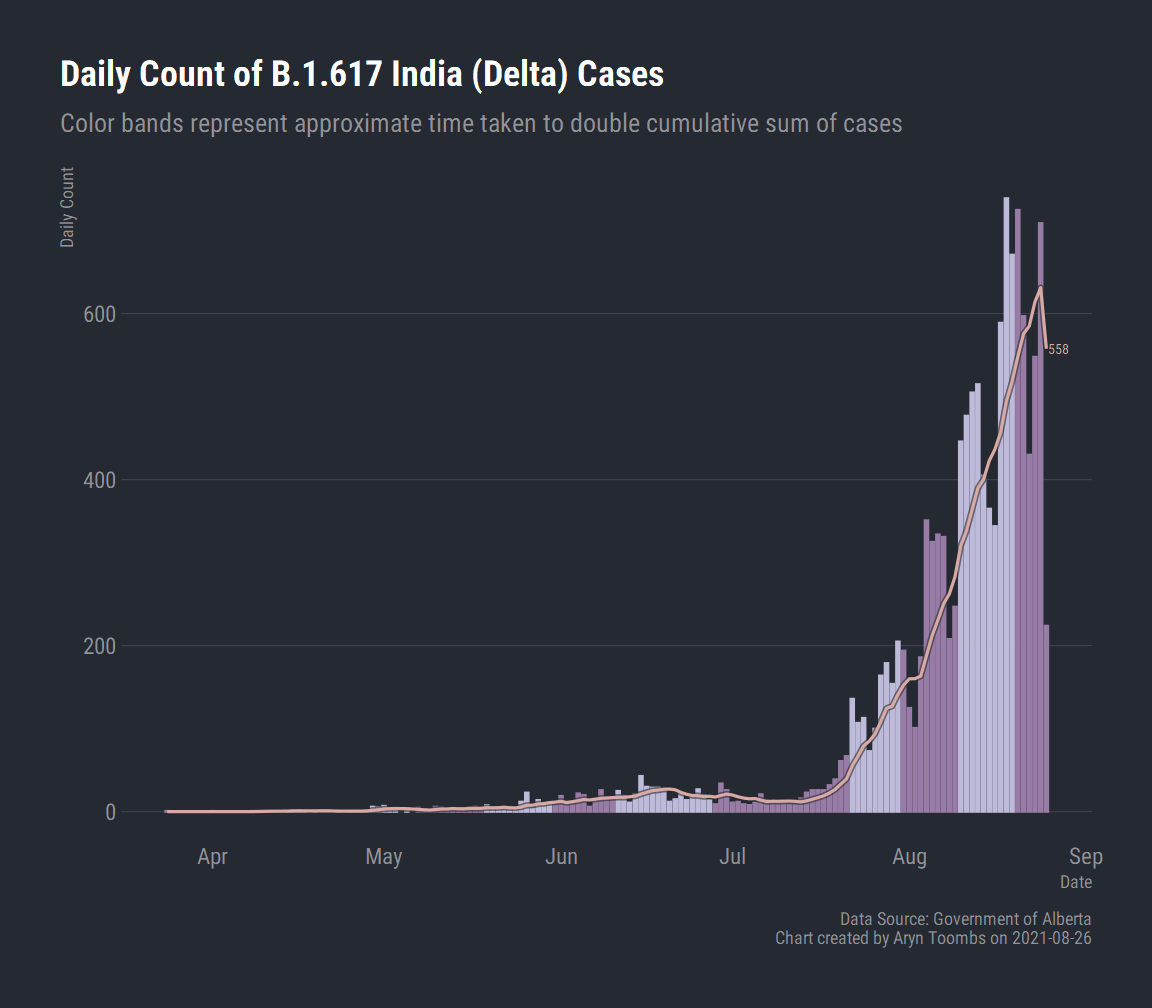 Daily Count of B.1.617 India (Delta) Cases
Color bands represent approximate time taken to double cumulative sum of cases
Daily Count
600
558
400
200
0
Apr May Jun Jul Aug Sep
Date
Data Source: Government of Alberta
Chart created by Aryn Toombs on 2021-08-26